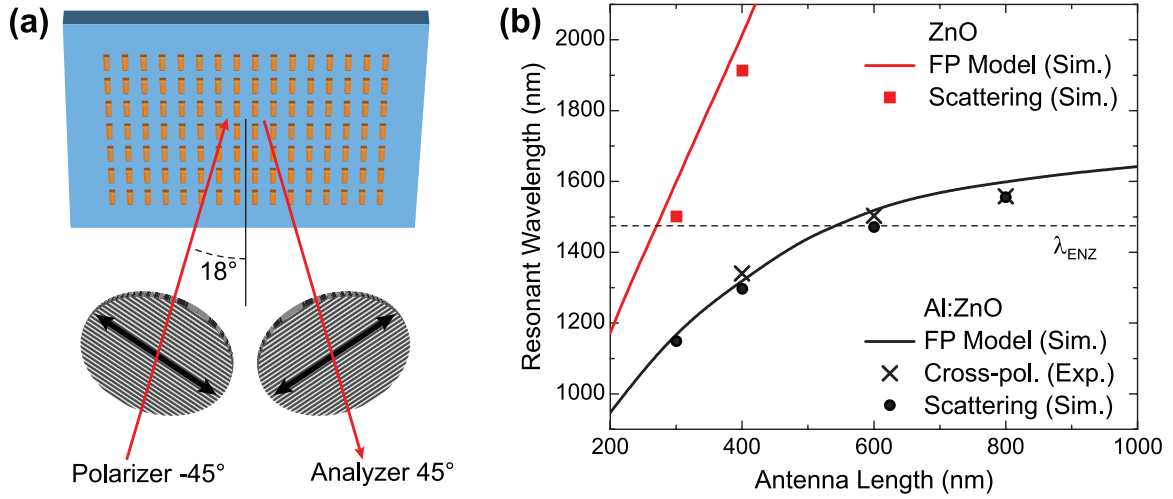 (a)
18°
Polarizer -45°
Analyzer 45°
(b)
Resonant Wavelength (nm)
2000
1800
1600
1400
1200
1000
ZnO
FP Model (Sim.)
Scattering (Sim.)
λENZ
Al:ZnO
FP Model (Sim.)
Cross-pol. (Exp.)
Scattering (Sim.)
200 400 600 800 1000
Antenna Length (nm)